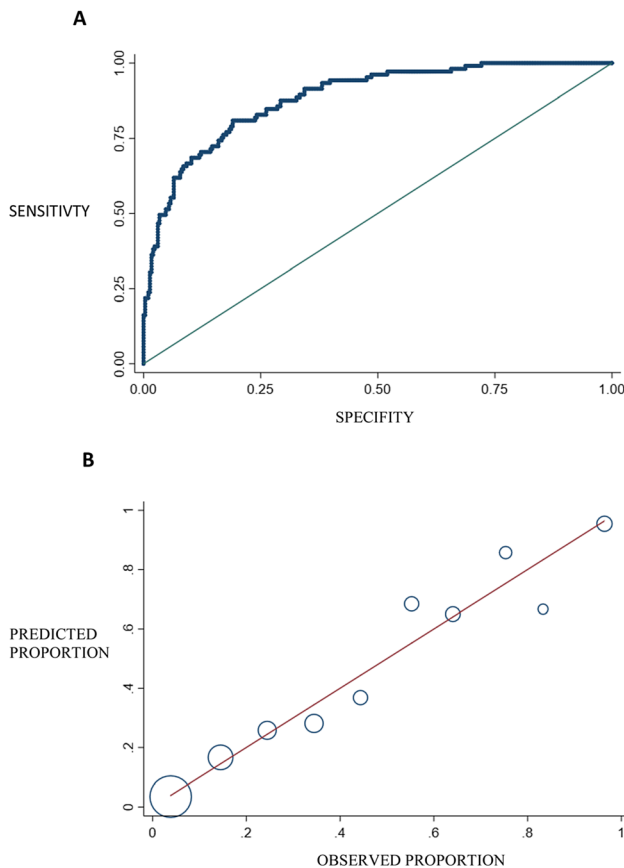 A
1.00
0.75
0.50
0.25
0.00
SENSITIVTY
0.00 0.25 0.50 0.75 1.00
SPECIFITY
B
1
.8
.6
.4
.2
0
PREDICTED
PROPORTION
0 .2 .4 .6 .8 1
OBSERVED PROPORTION